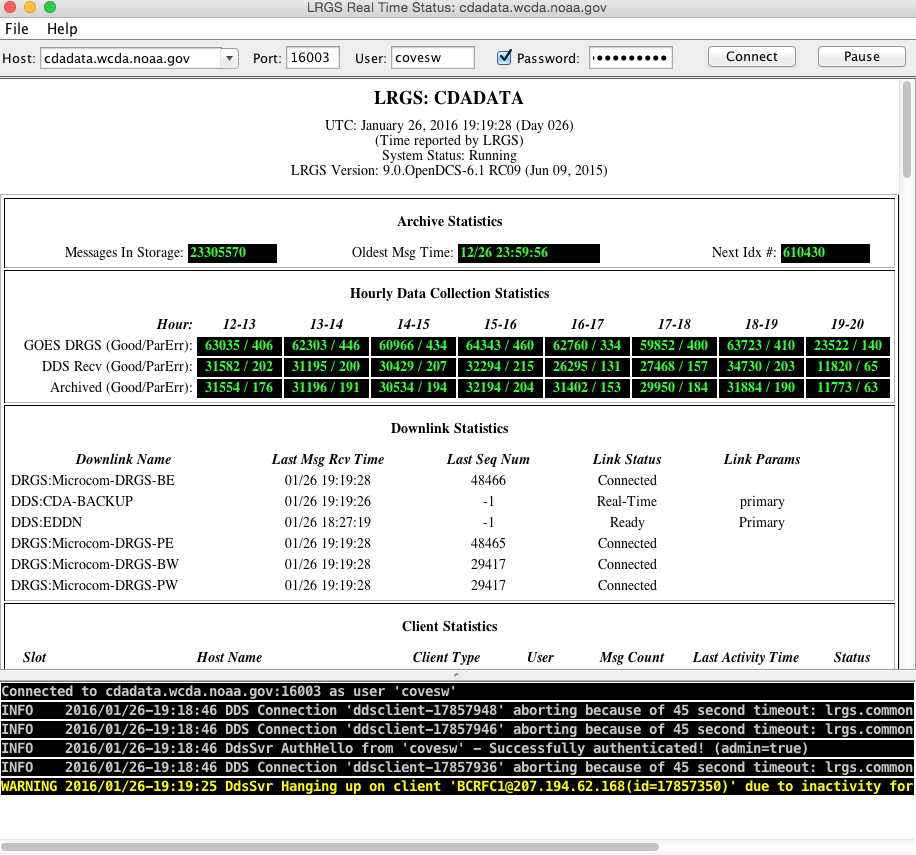 LRGS Real Time Status: cdadata.wcda.noaa.gov
File Help
Host: cdadata.wcda.noaa.gov Port: 16003 User: covesw Password: ••••••••• Connect Pause
LRGS: CDADATA
UTC: January 26, 2016 19:19:28 (Day 026)
(Time reported by LRGS)
System Status: Running
LRGS Version: 9.0.OpenDCS-6.1 RC09 (Jun 09, 2015)
Archive Statistics
Messages In Storage: 23305570 Oldest Msg Time: 12/26 23:59:56 Next Idx #: 610430
Hourly Data Collection Statistics
Hour: 12-13 13-14 14-15 15-16 16-17 17-18 18-19 19-20
GOES DRGS (Good/ParErr): 63035 / 406 62303 / 446 60966 / 434 64343 / 460 62760 / 334 59852 / 400 63723 / 410 23522 / 140
DDS Recv (Good/ParErr): 31582 / 202 31195 / 200 30429 / 207 32294 / 215 26295 / 131 27468 / 157 34730 / 203 11820 / 65
Archived (Good/ParErr): 31554 / 176 31196 / 191 30534 / 194 32194 / 204 31402 / 153 29950 / 184 31884 / 190 11773 / 63
Downlink Statistics
Downlink Name Last Msg Rcv Time Last Seq Num Link Status Link Params
DRGS:Microcom-DRGS-BE 01/26 19:19:28 48466 Connected
DDS:CDA-BACKUP 01/26 19:19:26 -1 Real-Time primary
DDS:EDDN 01/26 18:27:19 -1 Ready Primary
DRGS:Microcom-DRGS-PE 01/26 19:19:28 48465 Connected
DRGS:Microcom-DRGS-BW 01/26 19:19:28 29417 Connected
DRGS:Microcom-DRGS-PW 01/26 19:19:28 29417 Connected
Client Statistics
Slot Host Name Client Type User Msg Count Last Activity Time Status
Connected to cdadata.wcda.noaa.gov:16003 as user 'covesw'
INFO 2016/01/26-19:18:46 DDS Connection 'ddsclient-17857948' aborting because of 45 second timeout: lrgs.common
INFO 2016/01/26-19:18:46 DDS Connection 'ddsclient-17857946' aborting because of 45 second timeout: lrgs.common
INFO 2016/01/26-19:18:46 DdsSvr AuthHello from 'covesw' - Successfully authenticated! (admin=true)
INFO 2016/01/26-19:18:46 DDS Connection 'ddsclient-17857936' aborting because of 45 second timeout: lrgs.common
WARNING 2016/01/26-19:19:25 DdsSvr Hanging up on client 'BCRFC1@207.194.62.168(id=17857350)' due to inactivity for